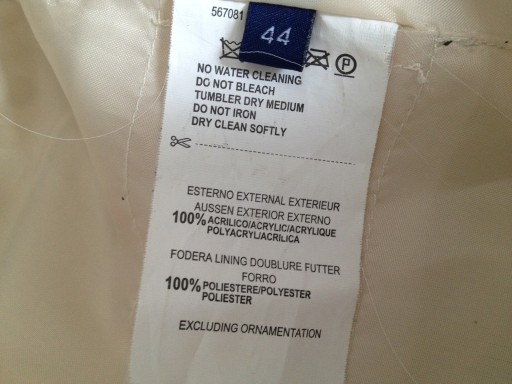 567081
44
P
NO WATER CLEANING
DO NOT BLEACH
TUMBLER DRY MEDIUM
DO NOT IRON
DRY CLEAN SOFTLY
ESTERNO EXTERNAL EXTERIEUR
AUSSEN EXTERIOR EXTERNO
100% ACRILICO/ACRYLIC/ACRYLIQUE
POLYACRYL/ACRILICA
FODERA LINING DOUBLURE FUTTER
FORRO
100% POLIESTERE/POLYESTER
POLIESTER
EXCLUDING ORNAMENTATION